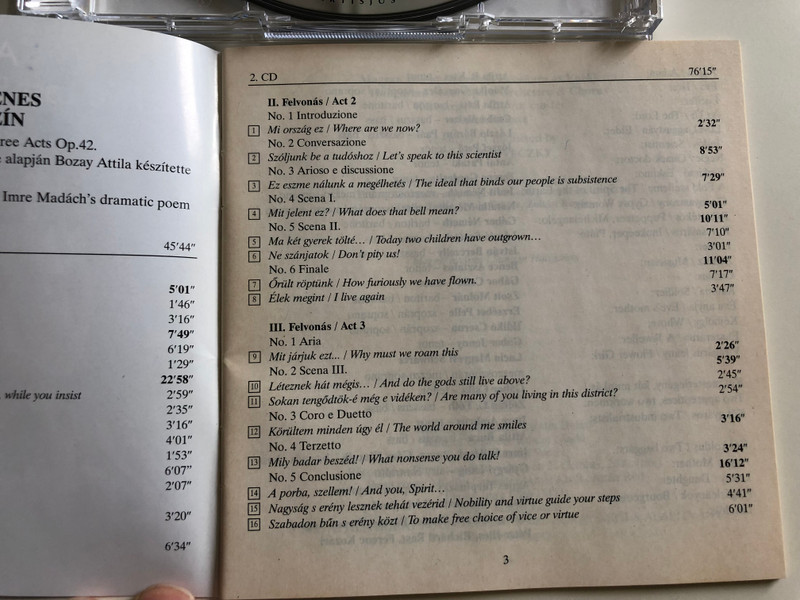 ENES
ÍN
ree Acts Op.42.
alapján Bozay Attila készítette
Imre Madách's dramatic poem
45'44"
5'01"
1'46"
3'16"
7'49"
6'19"
1'29"
22'58"
while you insist 2'59"
2'35"
3'16"
4'01"
1'53"
6'07"
2'07"
3'20"
6'34"
2. CD 76'15"
II. Felvonás / Act 2
No. 1 Introduzione 2'32"
1 Mi ország ez / Where are we now?
No. 2 Conversazione 8'53"
2 Szóljunk be a tudóshoz / Let's speak to this scientist
No. 3 Arioso e discussione 7'29"
3 Ez eszme nálunk a megélhetés / The ideal that binds our people is subsistence
No. 4 Scena I. 5'01"
4 Mit jelent ez? / What does that bell mean?
No. 5 Scena II. 10'11"
5 Ma két gyerek tölté... / Today two children have outgrown... 7'10"
6 Ne szánjatok / Don't pity us! 3'01"
No. 6 Finale 11'04"
7 Őrült röptünk / How furiously we have flown. 7'17"
8 Élek megint / I live again 3'47"
III. Felvonás / Act 3
No. 1 Aria 2'26"
9 Mit járjuk ezt... / Why must we roam this
No. 2 Scena III. 5'39"
10 Léteznek hát mégis... / And do the gods still live above? 2'45"
11 Sokan tengődtök-é még e vidéken? / Are many of you living in this district? 2'54"
No. 3 Coro e Duetto 3'16"
12 Körültem minden úgy él / The world around me smiles
No. 4 Terzetto 3'24"
13 Mily badar beszéd! / What nonsense you do talk!
No. 5 Conclusione 16'12"
14 A porba, szellem! / And you, Spirit... 5'31"
15 Nagyság s erény lesznek tehát vezérid / Nobility and virtue guide your steps 4'41"
16 Szabadon bűn s erény közt / To make free choice of vice or virtue 6'01"
3